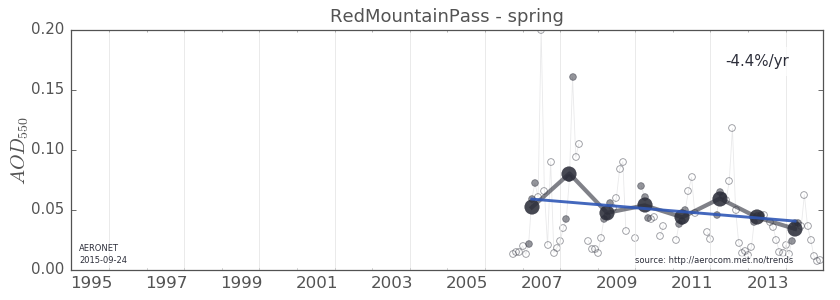 RedMountainPass - spring
-4.4%/yr
0.20
0.15
0.10
0.05
0.00
AOD550
AERONET
2015-09-24
source: http://aerocom.met.no/trends
1995 1997 1999 2001 2003 2005 2007 2009 2011 2013